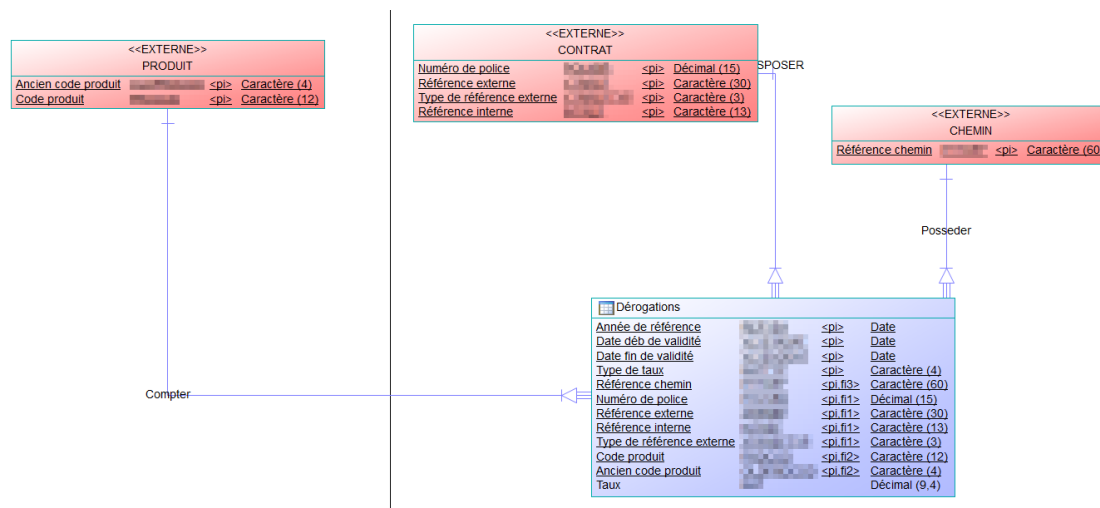 <<EXTERNE>>
PRODUIT
Ancien code produit <pi> Caractère (4)
Code produit <pi> Caractère (12)
<<EXTERNE>>
CONTRAT
Numéro de police <pi> Décimal (15)
Référence externe <pi> Caractère (30)
Type de référence externe <pi> Caractère (3)
Référence interne <pi> Caractère (13)
SPOSER
<<EXTERNE>>
CHEMIN
Référence chemin <pi> Caractère (60
Posseder
Compter
Dérogations
Année de référence <pi> Date
Date déb de validité <pi> Date
Date fin de validité <pi> Date
Type de taux <pi> Caractère (4)
Référence chemin <pi,fi3> Caractère (60)
Numéro de police <pi,fi1> Décimal (15)
Référence externe <pi,fi1> Caractère (30)
Référence interne <pi,fi1> Caractère (13)
Type de référence externe <pi,fi1> Caractère (3)
Code produit <pi,fi2> Caractère (12)
Ancien code produit <pi,fi2> Caractère (4)
Taux Décimal (9,4)